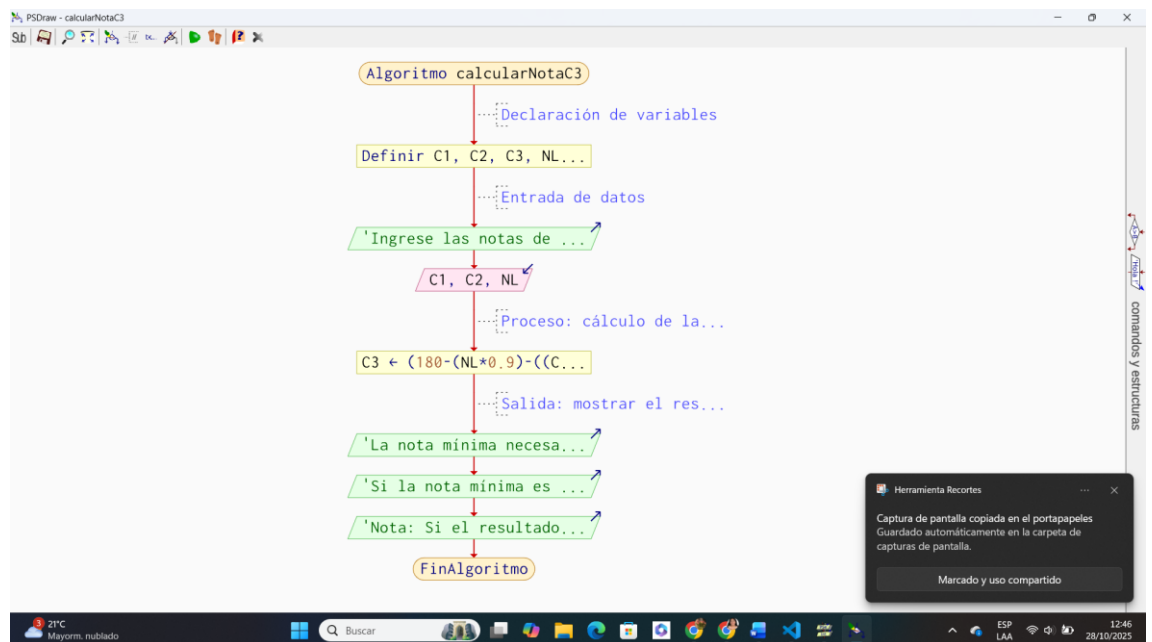 PSDraw - calcularNotaC3
Sub
Algoritmo calcularNotaC3
Declaración de variables
Definir C1, C2, C3, NL...
Entrada de datos
'Ingrese las notas de ...
C1, C2, NL
Proceso: cálculo de la...
C3 ← (180-(NL*0.9)-((C...
Salida: mostrar el res...
'La nota mínima necesa...
'Si la nota mínima es ...
'Nota: Si el resultado...
FinAlgoritmo
comandos y estructuras
Herramienta Recortes
Captura de pantalla copiada en el portapapeles
Guardado automáticamente en la carpeta de
capturas de pantalla.
Marcado y uso compartido
3
21°C
Mayorm. nublado
Buscar
ESP
LAA
12:46
28/10/2025